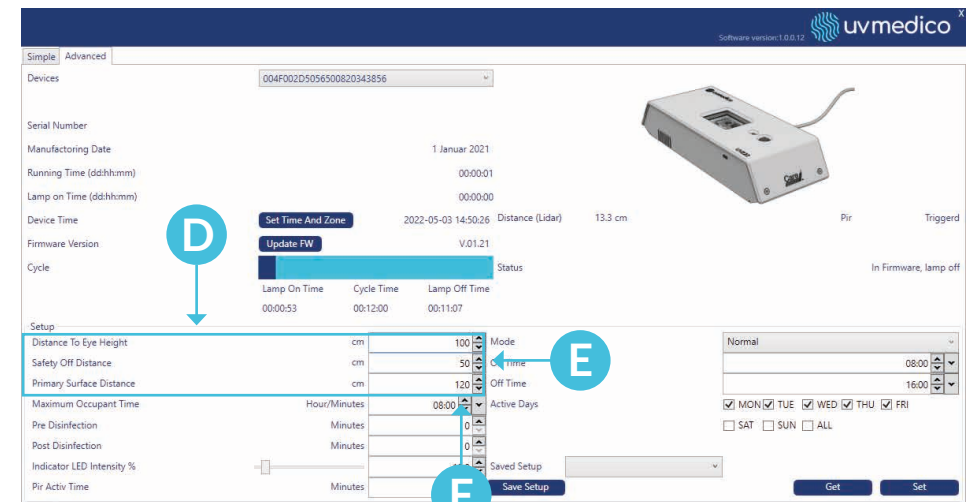 X
Software version:1.0.0.12 uvmedico
Simple Advanced
Devices 004F002D5056500820343856
Serial Number
Manufactoring Date 1 Januar 2021
Running Time (dd:hh:mm) 00:00:01
Lamp on Time (dd:hh:mm) 00:00:00
Device Time Set Time And Zone 2022-05-03 14:50:26 Distance (Lidar) 13.3 cm Pir Triggerd
D
Firmware Version Update FW V.01.21
Cycle Status In Firmware, lamp off
Lamp On Time Cycle Time Lamp Off Time
00:00:53 00:12:00 00:11:07
Setup
Distance To Eye Height cm 100 Mode Normal
E
Safety Off Distance cm 50 Time 08:00
Primary Surface Distance cm 120 Off Time 16:00
Maximum Occupant Time Hour/Minutes 08:00 Active Days MON TUE WED THU FRI
Pre Disinfection Minutes 0 SAT SUN ALL
Post Disinfection Minutes 0
Indicator LED Intensity % Saved Setup
F
Pir Activ Time Minutes Save Setup Get Set